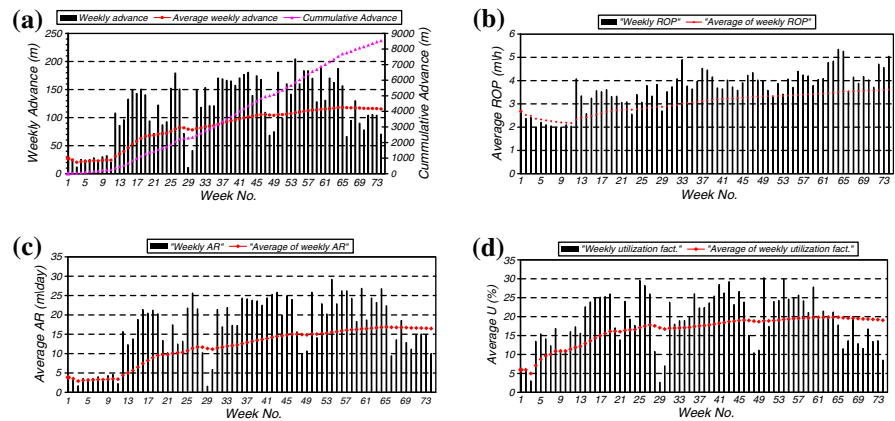 (a)
Weekly advance Average weekly advance Cummulative Advance
Weekly Advance (m)
250
200
150
100
50
0
9000
8000
7000
6000
5000
4000
3000
2000
1000
0
Cummulative Advance (m)
1 5 9 13 17 21 25 29 33 37 41 45 49 53 57 61 65 69 73
Week No.
(b)
"Weekly ROP" "Average of weekly ROP"
Average ROP (m\h)
6
5
4
3
2
1
0
1 5 9 13 17 21 25 29 33 37 41 45 49 53 57 61 65 69 73
Week No.
(c)
"Weekly AR" "Average of weekly AR"
Average AR (m\day)
35
30
25
20
15
10
5
0
1 5 9 13 17 21 25 29 33 37 41 45 49 53 57 61 65 69 73
Week No.
(d)
"Weekly utilization fact." "Average of weekly utilization fact."
Average U (%)
35
30
25
20
15
10
5
0
1 5 9 13 17 21 25 29 33 37 41 45 49 53 57 61 65 69 73
Week No.